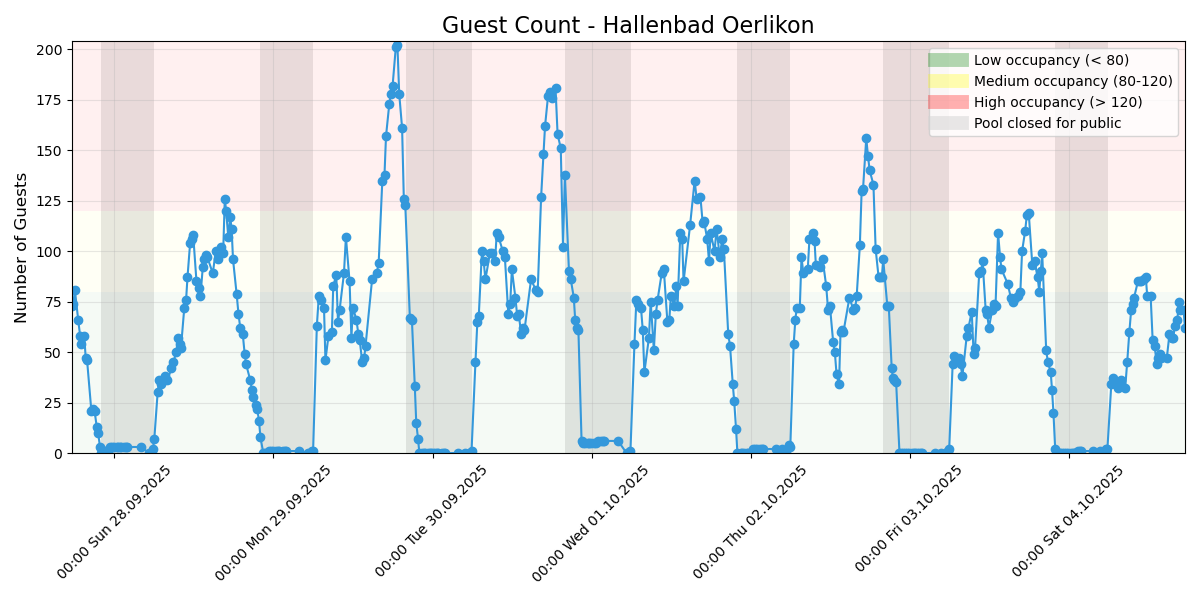 Guest Count - Hallenbad Oerlikon
Number of Guests
200
175
150
125
100
75
50
25
0
Low occupancy (< 80)
Medium occupancy (80-120)
High occupancy (> 120)
Pool closed for public
00:00 Sun 28.09.2025
00:00 Mon 29.09.2025
00:00 Tue 30.09.2025
00:00 Wed 01.10.2025
00:00 Thu 02.10.2025
00:00 Fri 03.10.2025
00:00 Sat 04.10.2025